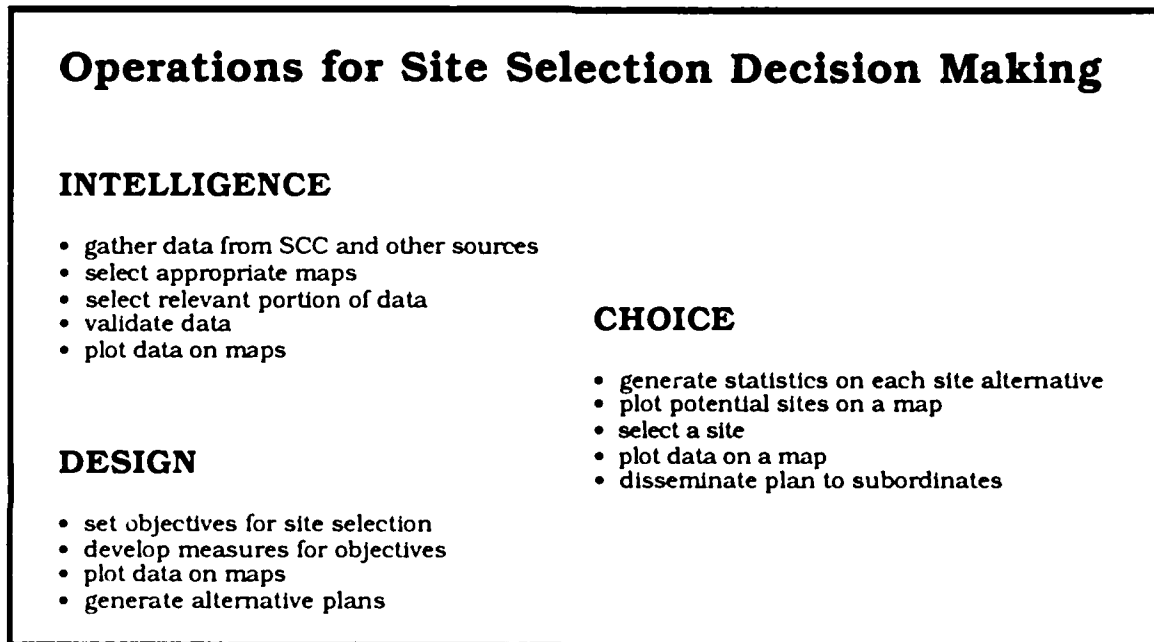 Operations for Site Selection Decision Making
INTELLIGENCE
• gather data from SCC and other sources
• select appropriate maps
• select relevant portion of data
• validate data
• plot data on maps
DESIGN
• set objectives for site selection
• develop measures for objectives
• plot data on maps
• generate alternative plans
CHOICE
• generate statistics on each site alternative
• plot potential sites on a map
• select a site
• plot data on a map
• disseminate plan to subordinates